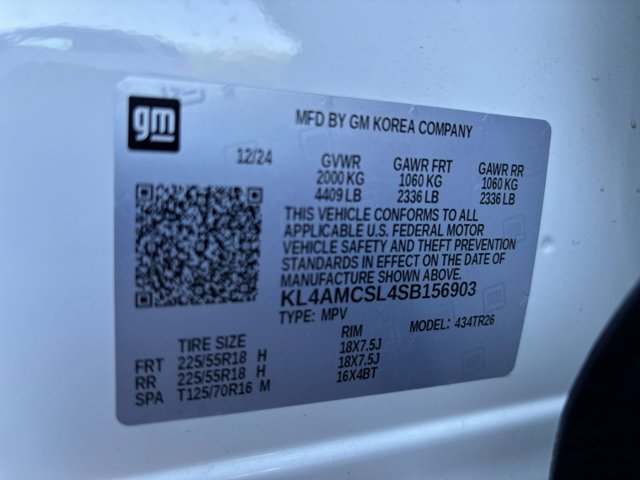 gm
MFD BY GM KOREA COMPANY
12/24 GVWR GAWR FRT GAWR RR
2000 KG 1060 KG 1060 KG
4409 LB 2336 LB 2336 LB
THIS VEHICLE CONFORMS TO ALL
APPLICABLE U.S. FEDERAL MOTOR
VEHICLE SAFETY AND THEFT PREVENTION
STANDARDS IN EFFECT ON THE DATE OF
MANUFACTURE SHOWN ABOVE.
KL4AMCSL4SB156903
TYPE: MPV MODEL: 434TR26
TIRE SIZE RIM
FRT 225/55R18 H 18X7.5J
RR 225/55R18 H 18X7.5J
SPA T125/70R16 M 16X4BT